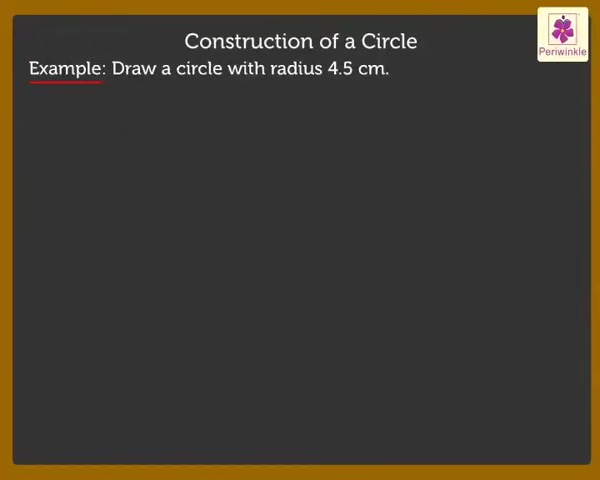 Construction of a Circle
Periwinkle
Example: Draw a circle with radius 4.5 cm.